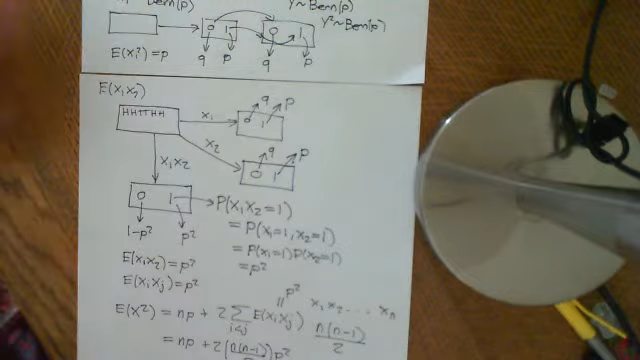 Y ~ Bern(p)
Y² ~ Bern(p)
0 1
0 1
E(Xᵢ²) = p
q p
q p
E(X₁X₂)
HHTTHH
X₁
q p
0 1
X₂
q p
0 1
X₁X₂
0 1
P(X₁X₂ = 1)
1-p² p²
= P(X₁=1, X₂=1)
= P(X₁=1)P(X₂=1)
= p²
E(X₁X₂) = p²
E(XᵢXⱼ) = p²
= p² X₁ X₂ . . . . Xₙ
E(X²) = np + 2 Σ i<j E(XᵢXⱼ) n(n-1)/2
= np + 2(n(n-1)/2)p²